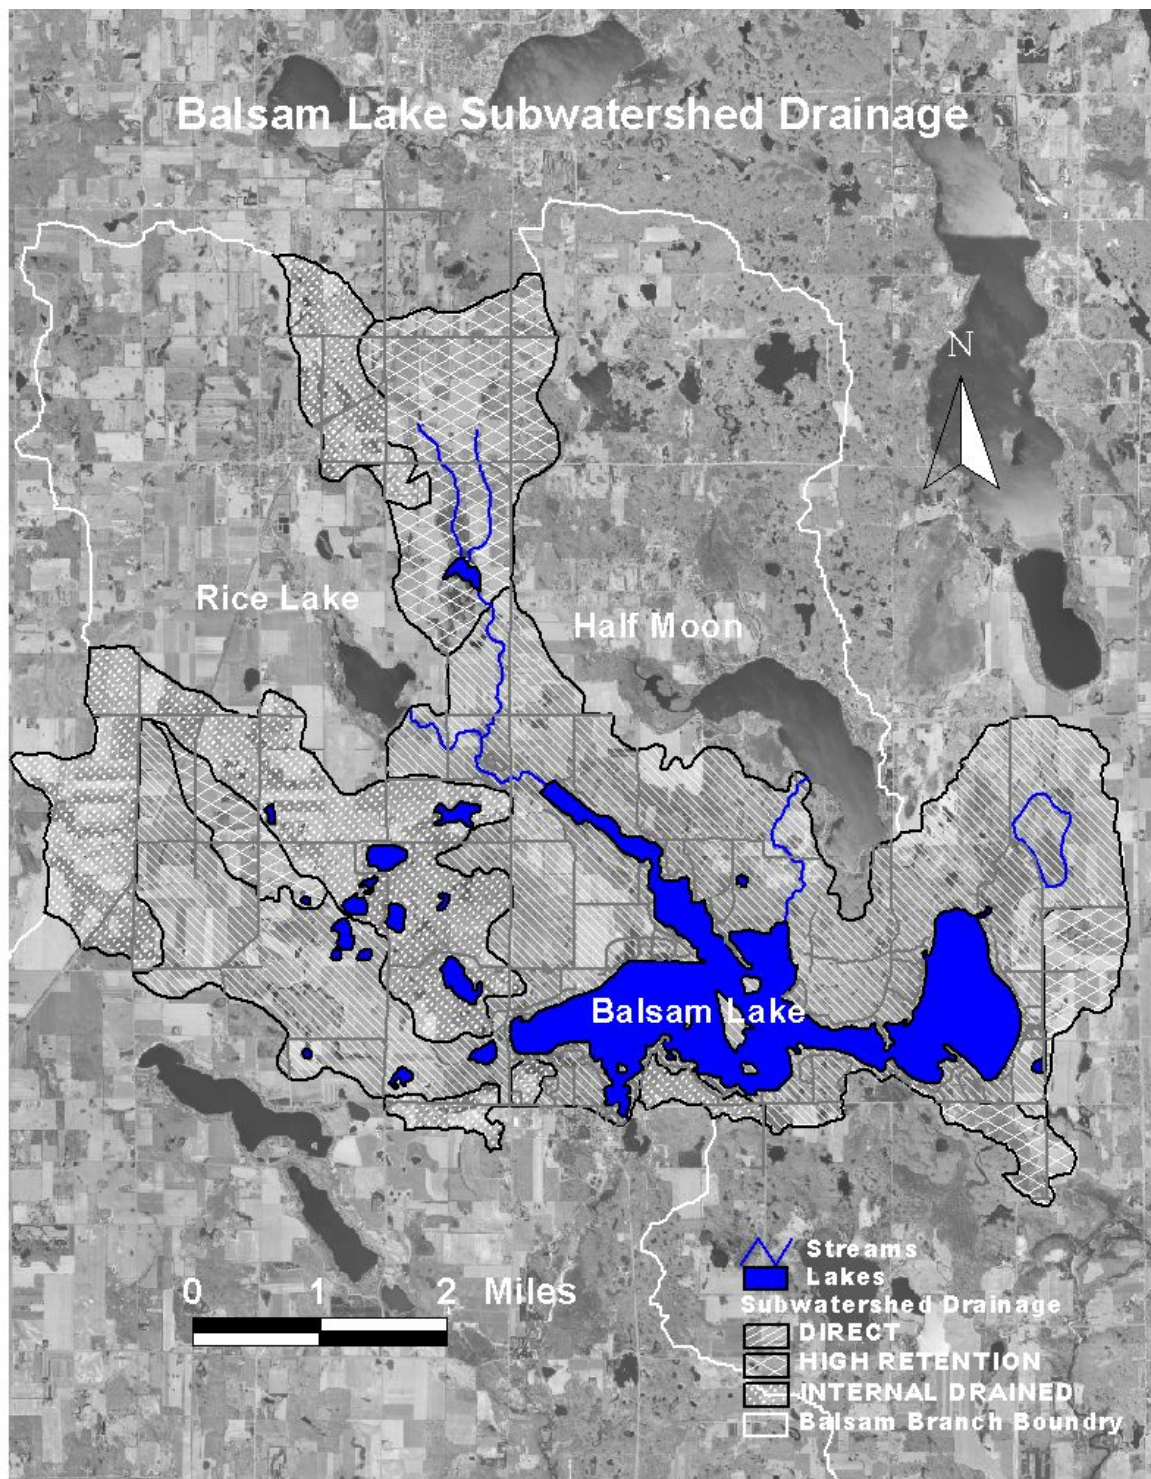 Balsam Lake Subwatershed Drainage
N
Rice Lake
Half Moon
Balsam Lake
Streams
Lakes
Subwatershed Drainage
DIRECT
HIGH RETENTION
INTERNAL DRAINED
Balsam Branch Boundry
0 1 2 Miles